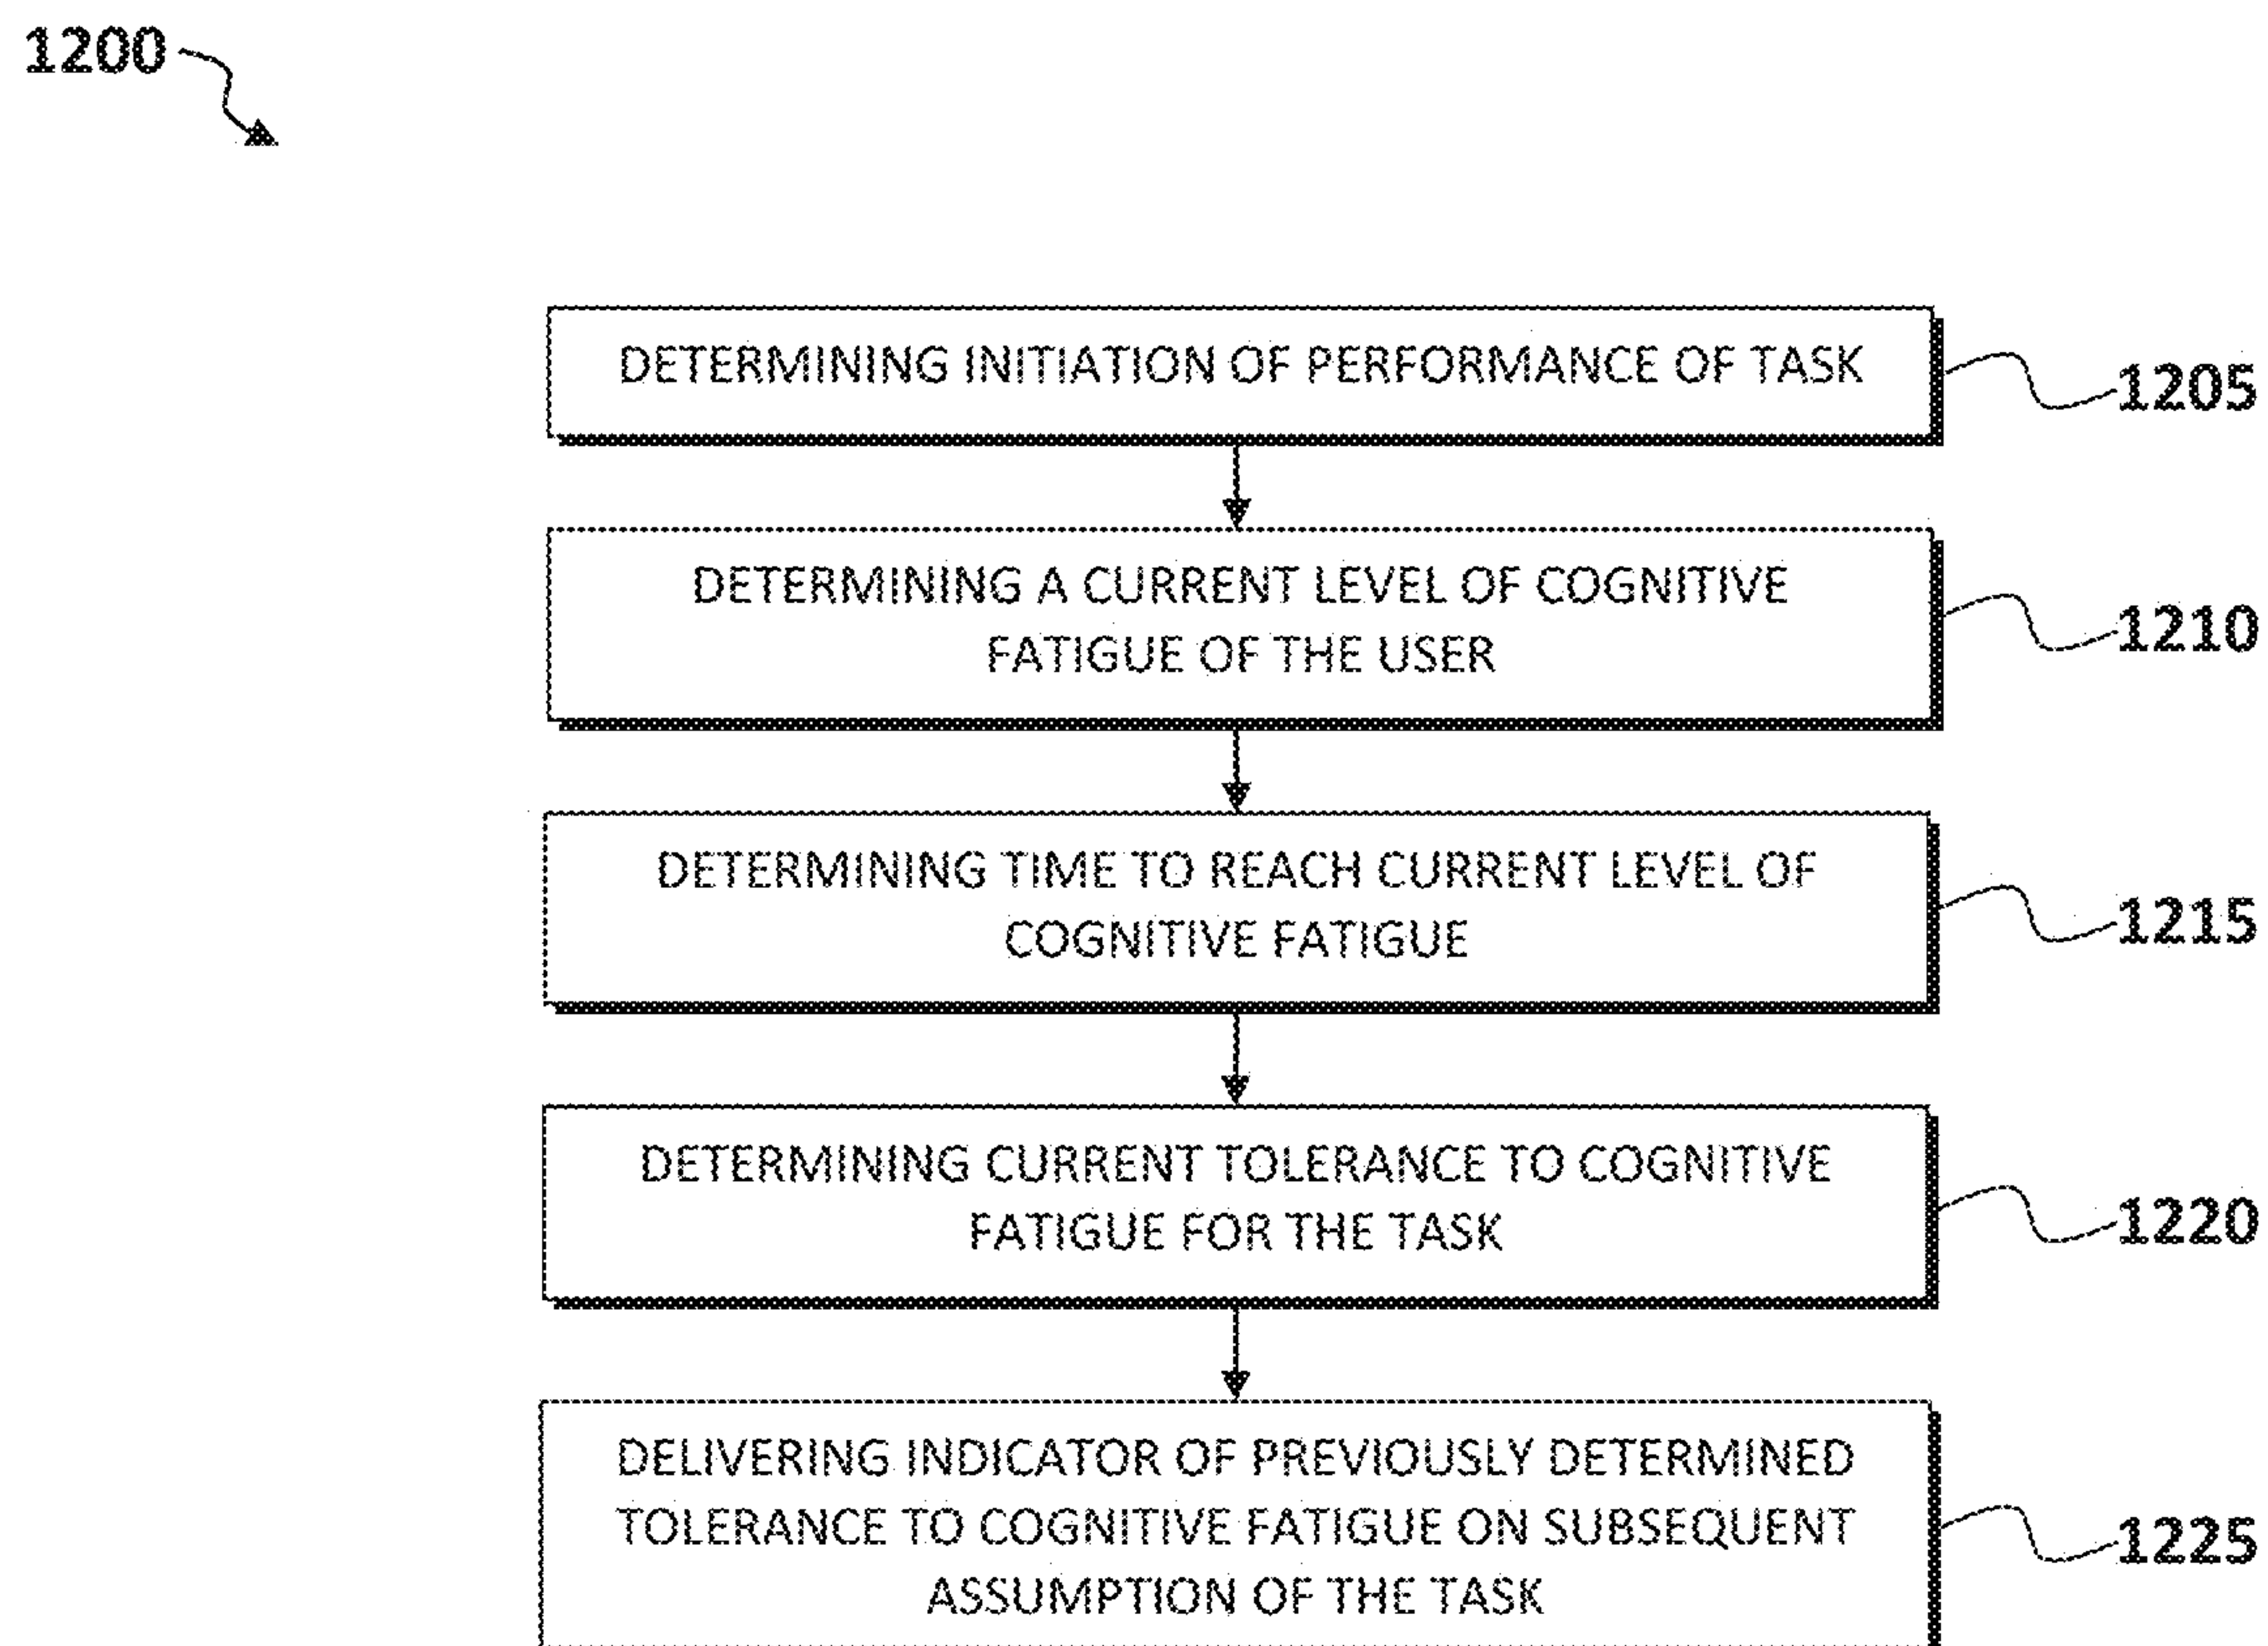 1200
DETERMINING INITIATION OF PERFORMANCE OF TASK
1205
DETERMINING A CURRENT LEVEL OF COGNITIVE
FATIGUE OF THE USER
1210
DETERMINING TIME TO REACH CURRENT LEVEL OF
COGNITIVE FATIGUE
1215
DETERMINING CURRENT TOLERANCE TO COGNITIVE
FATIGUE FOR THE TASK
1220
DELIVERING INDICATOR OF PREVIOUSLY DETERMINED
TOLERANCE TO COGNITIVE FATIGUE ON SUBSEQUENT
ASSUMPTION OF THE TASK
1225